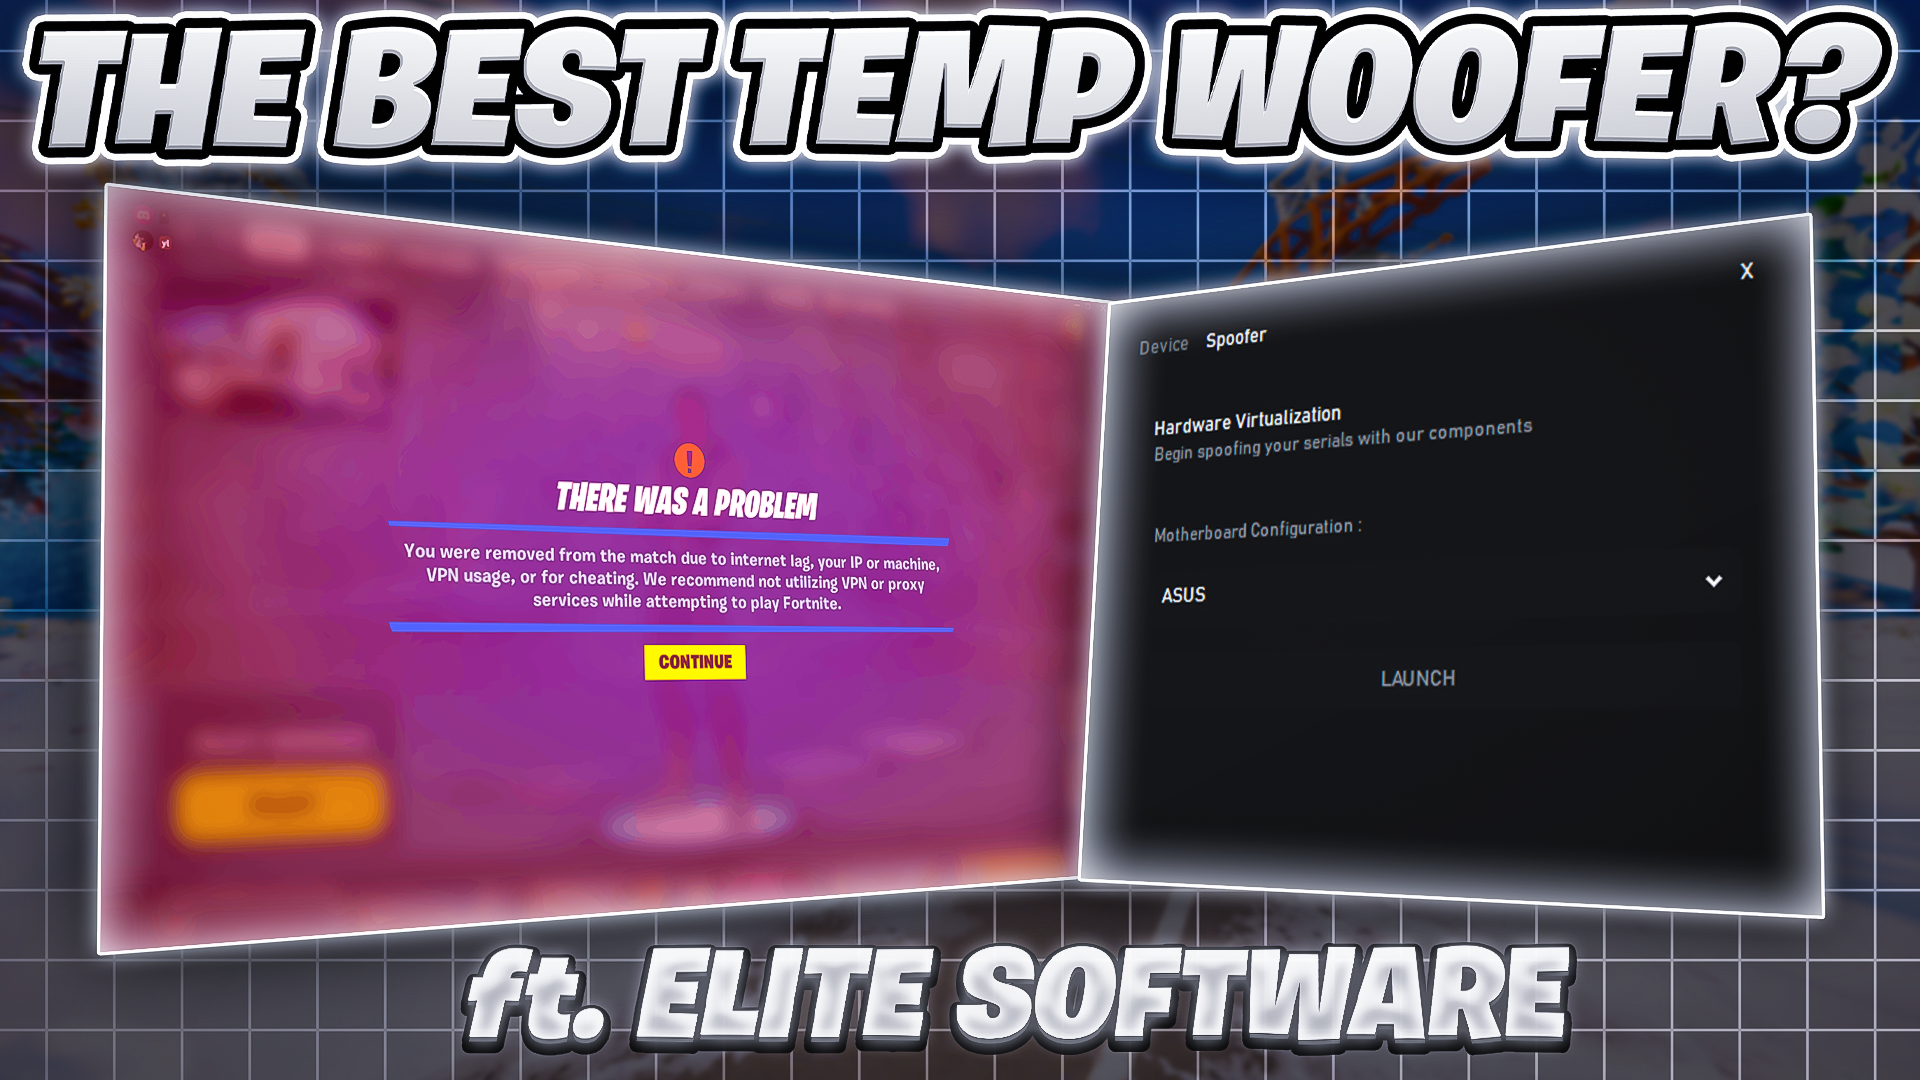 THE BEST TEMP WOOFER?
yl
THERE WAS A PROBLEM
You were removed from the match due to internet lag, your IP or machine,
VPN usage, or for cheating. We recommend not utilizing VPN or proxy
services while attempting to play Fortnite.
CONTINUE
X
Device Spoofer
Hardware Virtualization
Begin spoofing your serials with our components
Motherboard Configuration :
ASUS
LAUNCH
ft. ELITE SOFTWARE